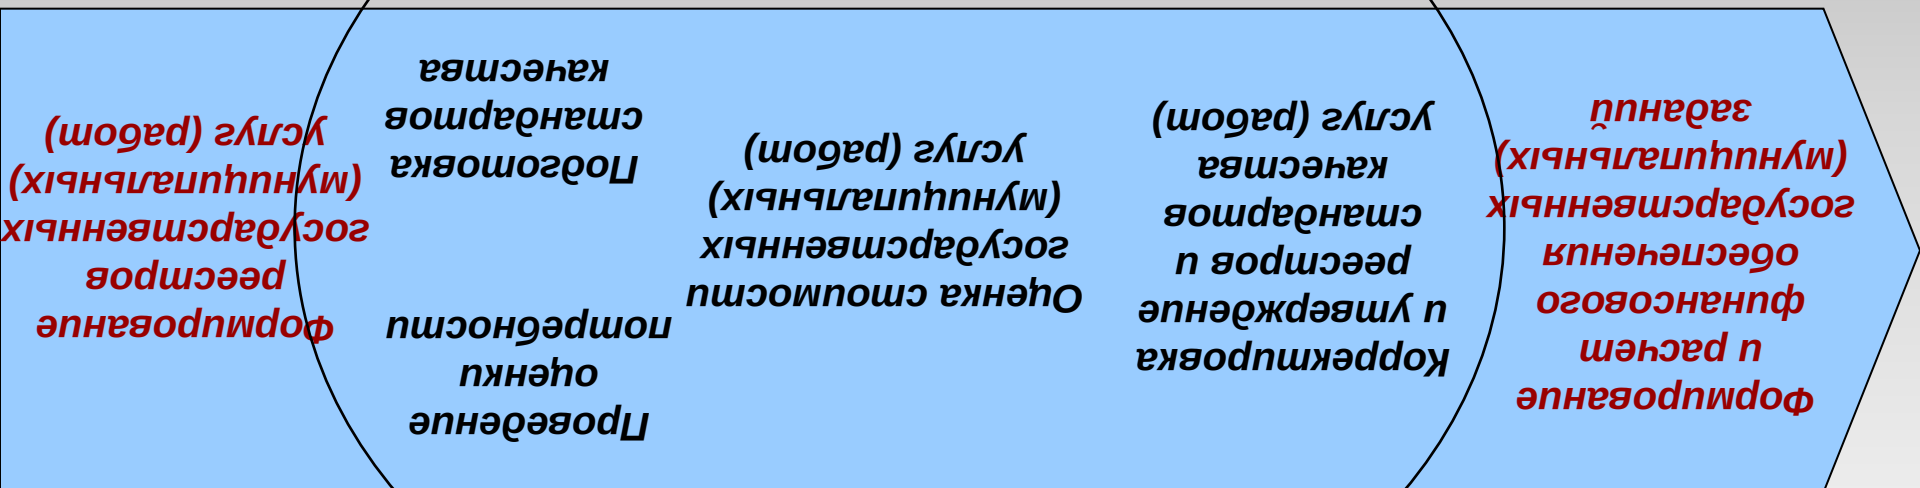 Формирование
и расчет
финансового
обеспечения
государственных
(муниципальных)
заданий
Корректировка
и утверждение
реестров и
стандартов
качества
услуг (работ)
Оценка стоимости
государственных
(муниципальных)
услуг (работ)
Проведение
оценки
потребности
Подготовка
стандартов
качества
Формирование
реестров
государственных
(муниципальных)
услуг (работ)